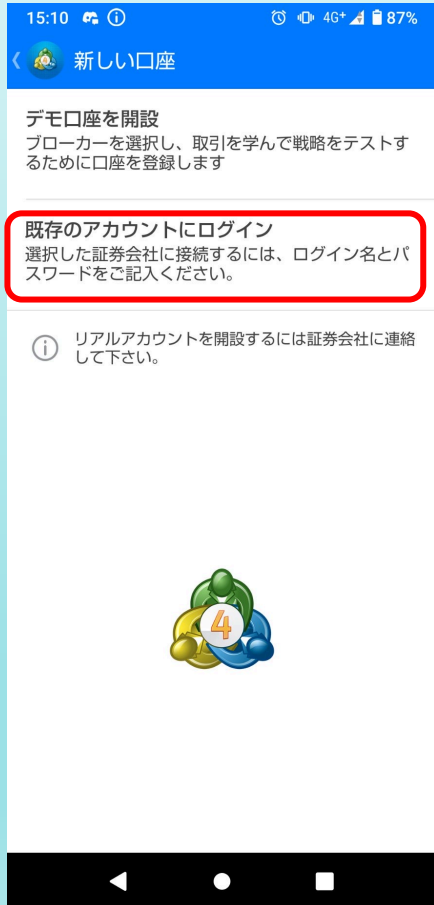 15:10 4G+ 87%
新しい口座
デモ口座を開設
ブローカーを選択し、取引を学んで戦略をテストす
るために口座を登録します
既存のアカウントにログイン
選択した証券会社に接続するには、ログイン名とパ
スワードをご記入ください。
リアルアカウントを開設するには証券会社に連絡
して下さい。
4